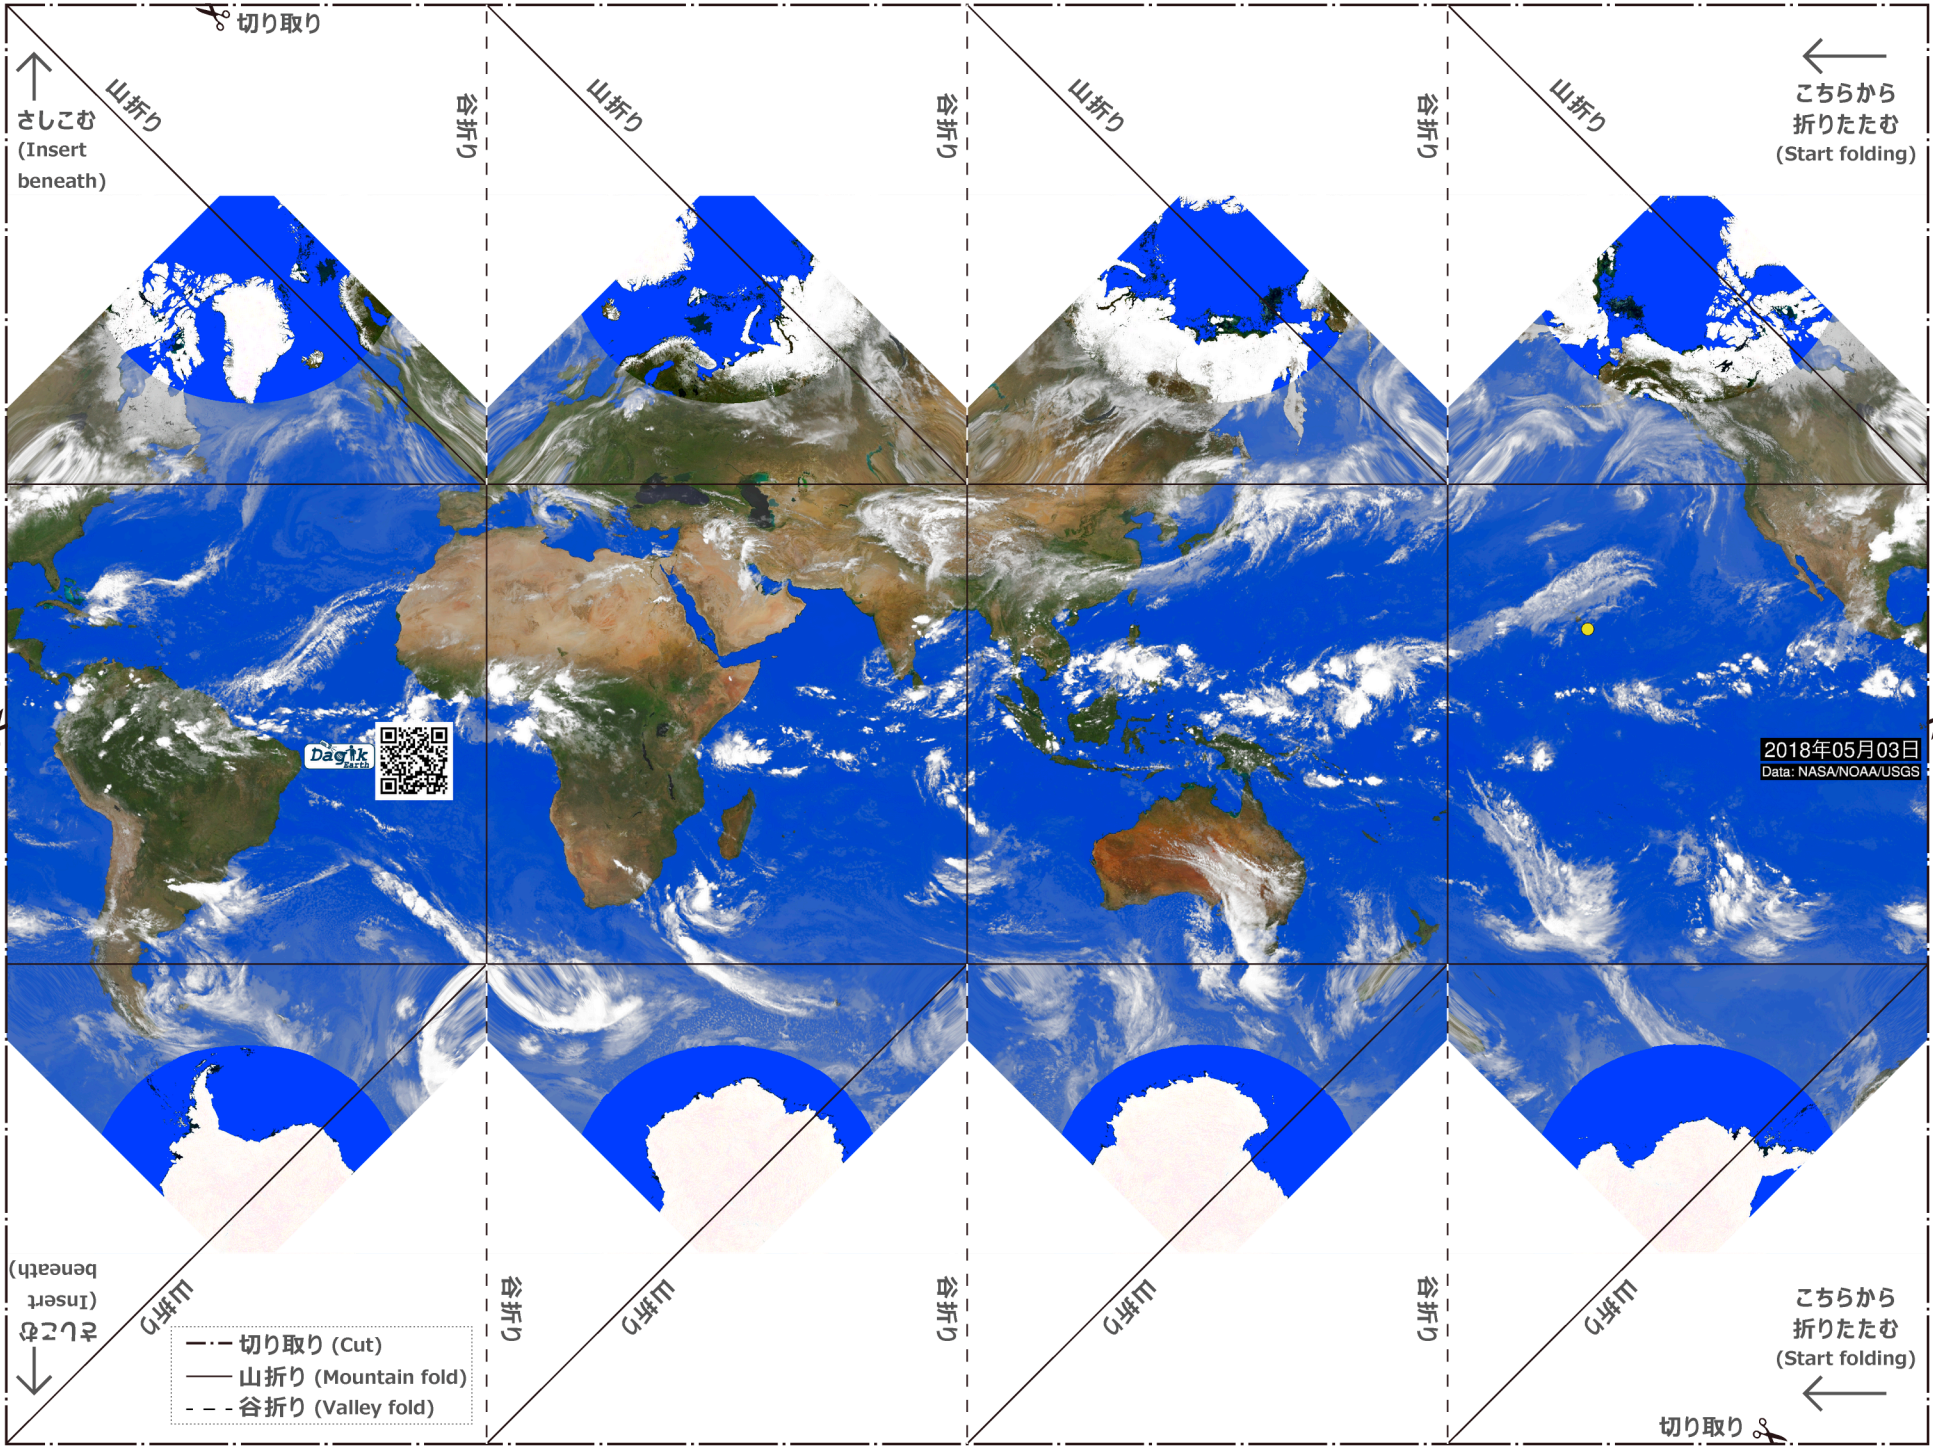 切り取り
山折り
谷折り
山折り
谷折り
山折り
谷折り
山折り
さしこむ
(Insert
beneath)
こちらから
折りたたむ
(Start folding)
Dagik
Earth
2018年05月03日
Data: NASA/NOAA/USGS
さしこむ
(Insert
beneath)
山折り
谷折り
山折り
谷折り
山折り
谷折り
山折り
こちらから
折りたたむ
(Start folding)
切り取り (Cut)
山折り (Mountain fold)
谷折り (Valley fold)
切り取り